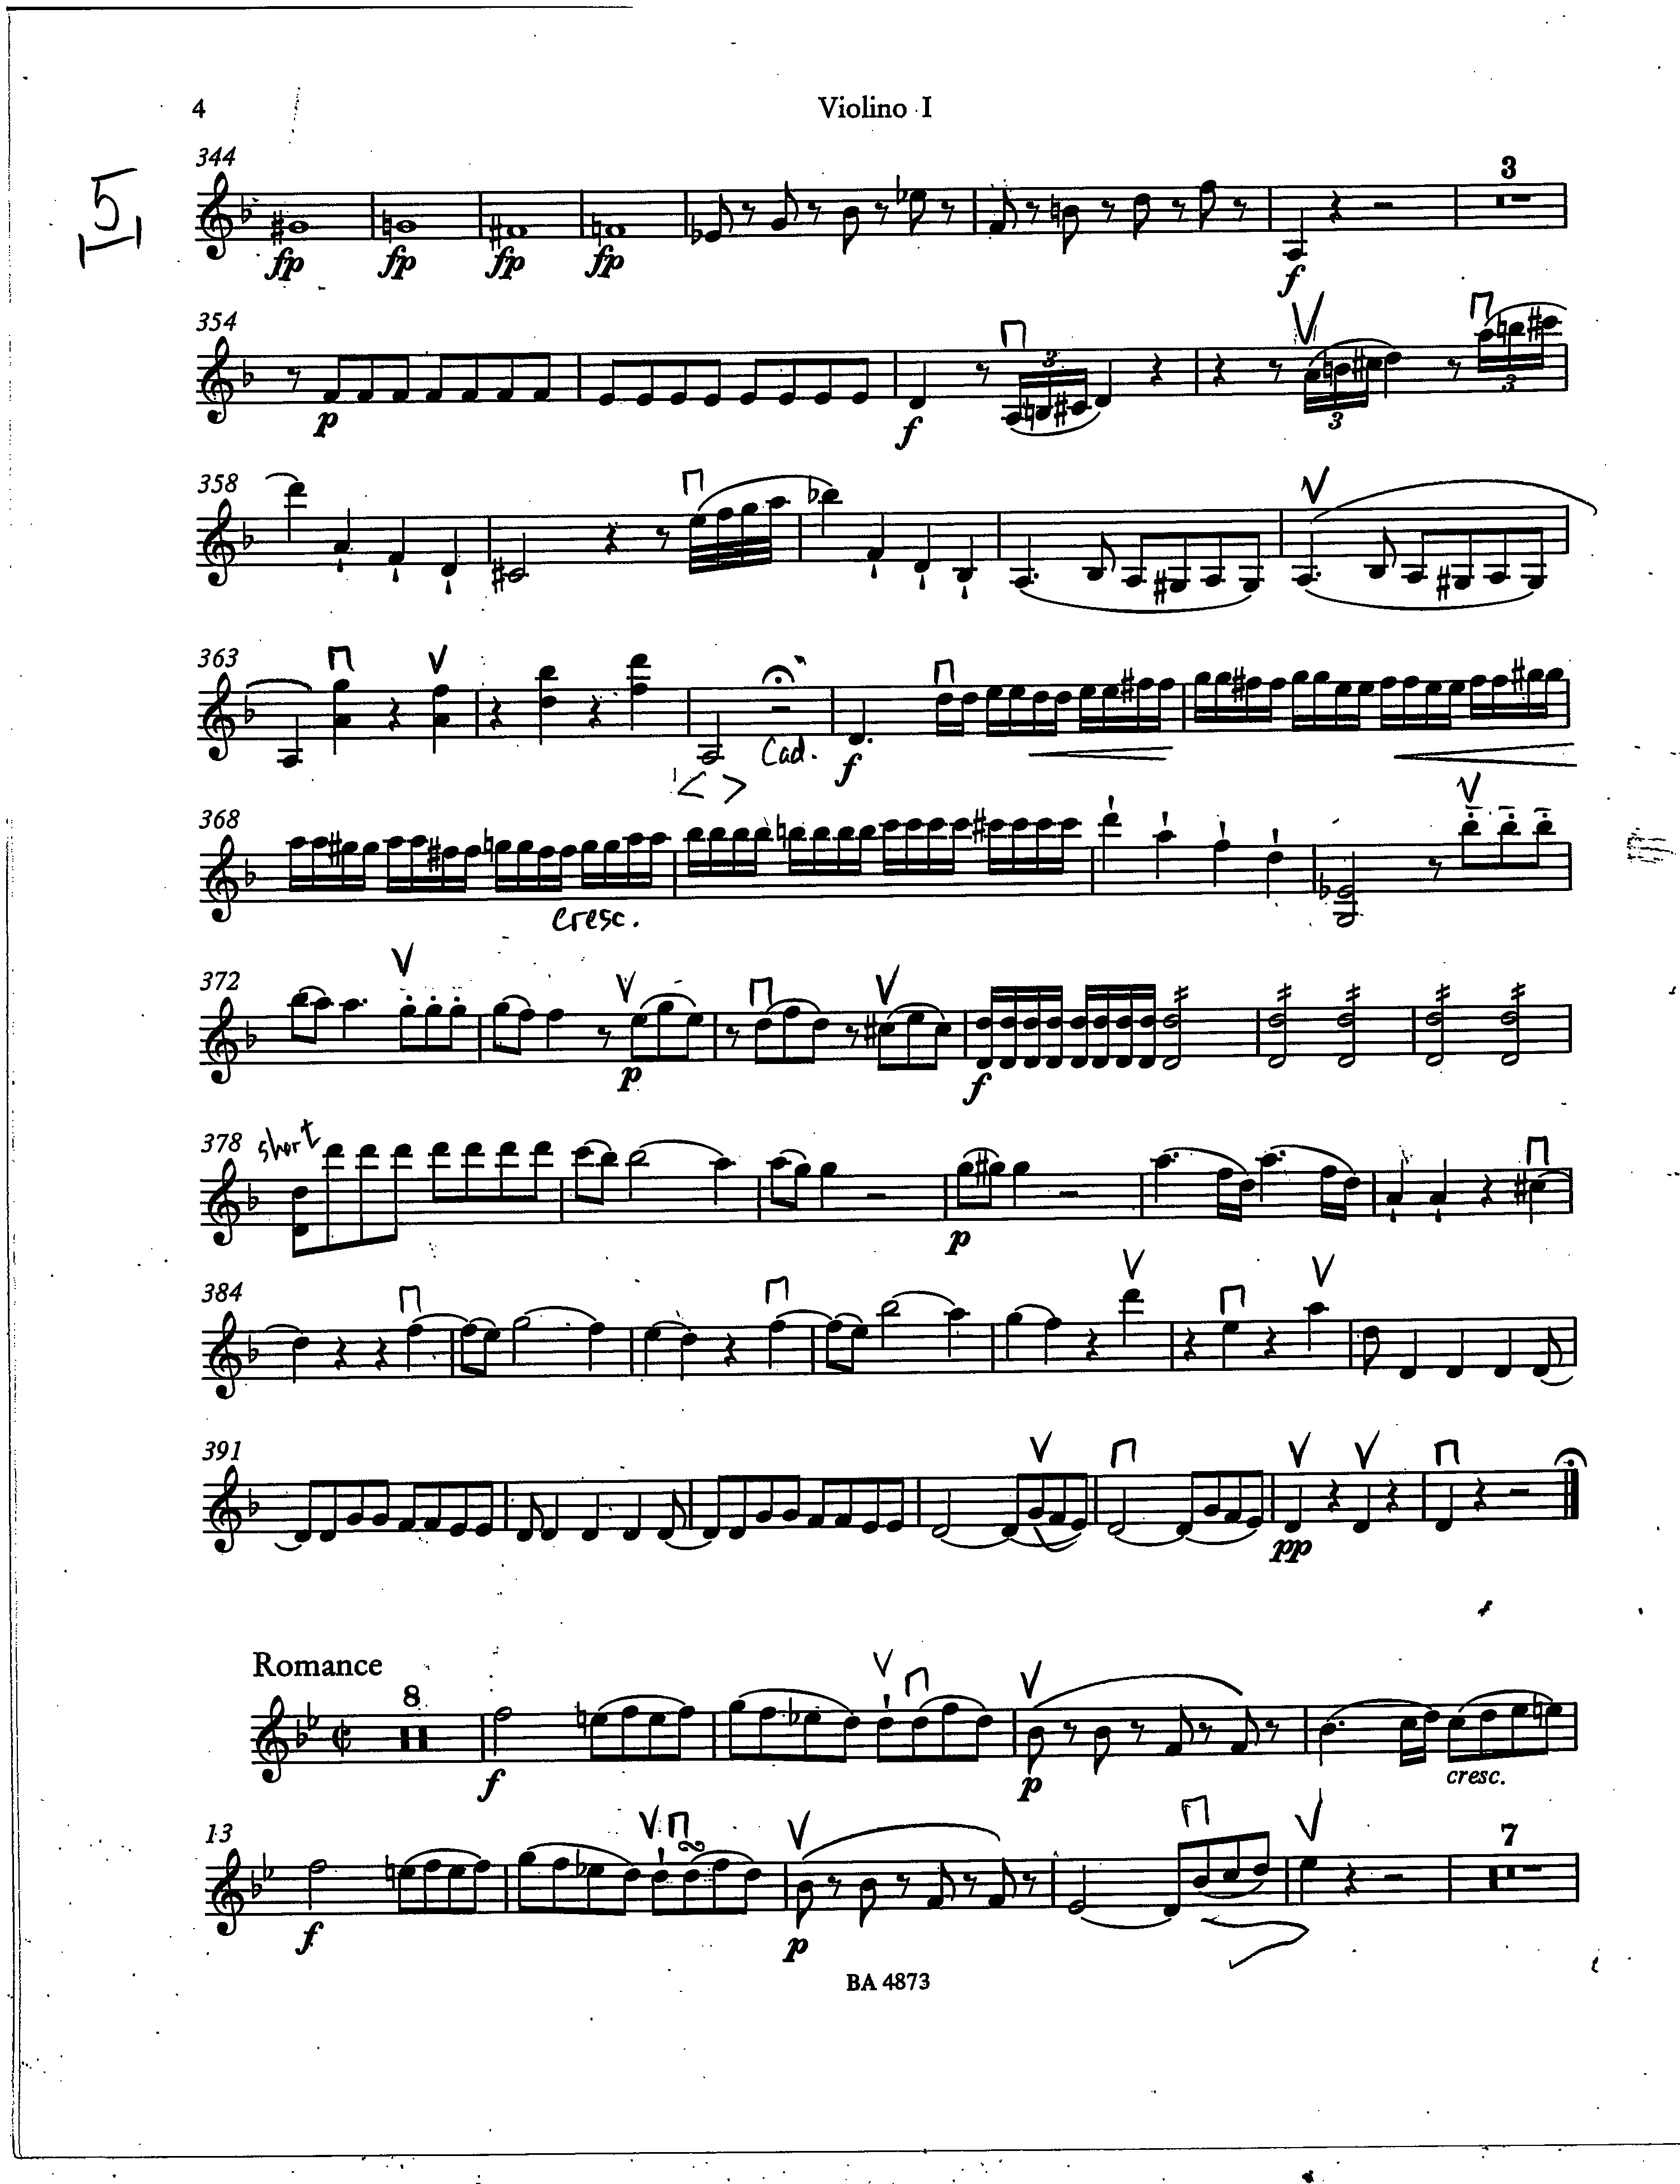 4 Violino I
344 3
5
fp fp fp fp f
354
3 3 3
p f
358
363
Cad. f
368
cresc.
372
p f
378 short
p
384
391
pp
Romance
8
f p cresc.
13 7
f p
BA 4873